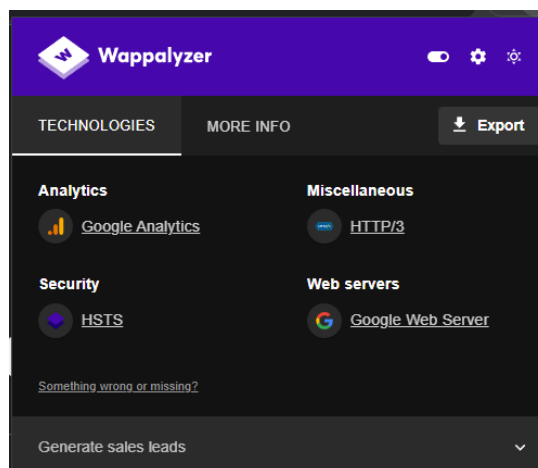 Wappalyzer
TECHNOLOGIES MORE INFO Export
Analytics
Google Analytics
Miscellaneous
HTTP/3
Security
HSTS
Web servers
Google Web Server
Something wrong or missing?
Generate sales leads